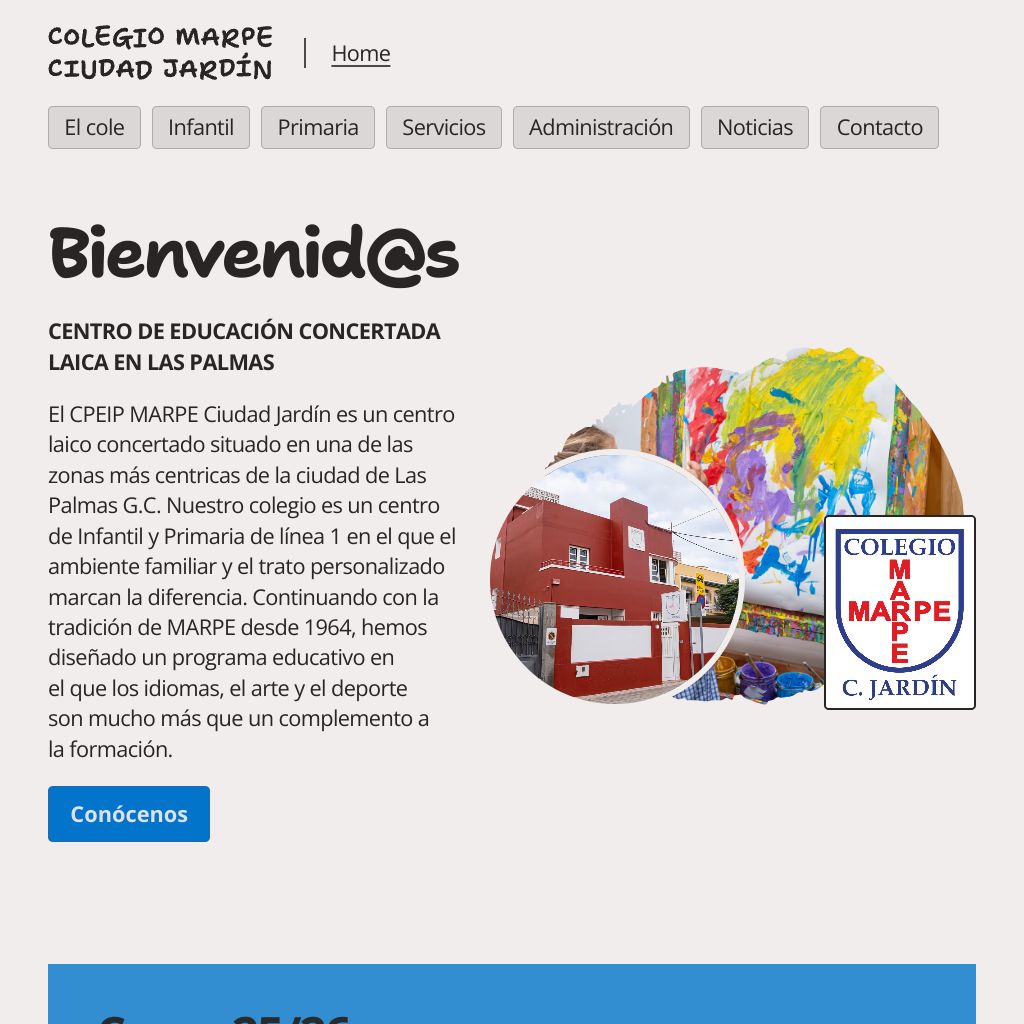 COLEGIO MARPE
CIUDAD JARDÍN
Home
El cole
Infantil
Primaria
Servicios
Administración
Noticias
Contacto
Bienvenid@s
CENTRO DE EDUCACIÓN CONCERTADA
LAICA EN LAS PALMAS
El CPEIP MARPE Ciudad Jardín es un centro
laico concertado situado en una de las
zonas más centricas de la ciudad de Las
Palmas G.C. Nuestro colegio es un centro
de Infantil y Primaria de línea 1 en el que el
ambiente familiar y el trato personalizado
marcan la diferencia. Continuando con la
tradición de MARPE desde 1964, hemos
diseñado un programa educativo en
el que los idiomas, el arte y el deporte
son mucho más que un complemento a
la formación.
COLEGIO
MARPE
MARPE
C. JARDÍN
Conócenos
Curso 25/26